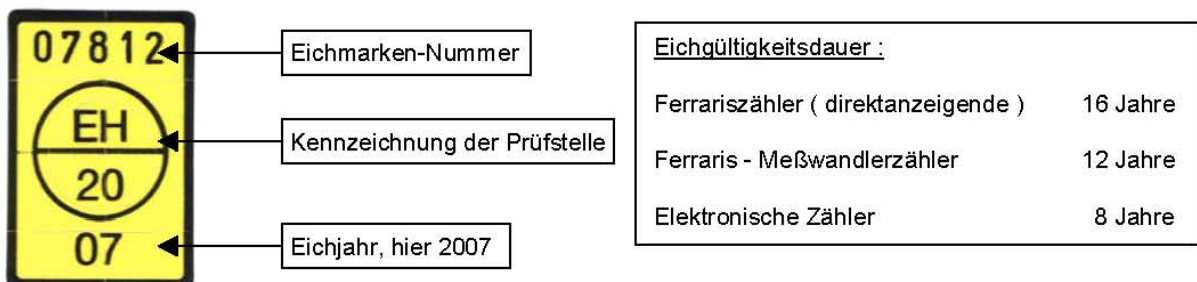 07812
EH
20
07
Eichmarken-Nummer
Kennzeichnung der Prüfstelle
Eichjahr, hier 2007
Eichgültigkeitsdauer :
Ferrariszähler ( direktanzeigende ) 16 Jahre
Ferraris - Meßwandlerzähler 12 Jahre
Elektronische Zähler 8 Jahre